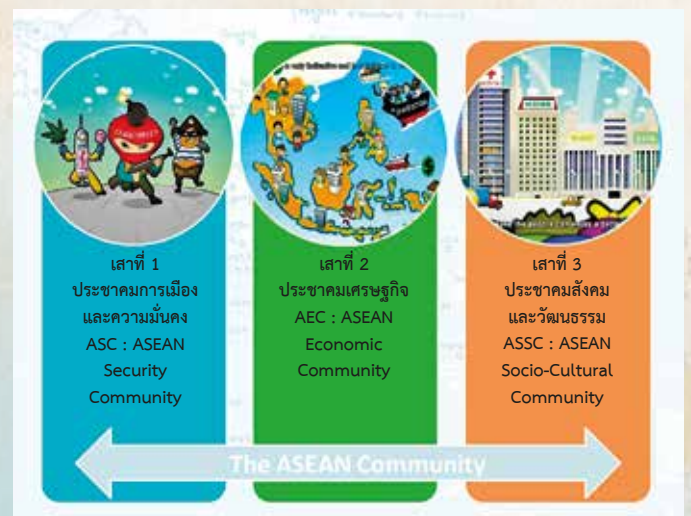 เสาที่ 1
ประชาคมการเมือง
และความมั่นคง
ASC : ASEAN
Security
Community
เสาที่ 2
ประชาคมเศรษฐกิจ
AEC : ASEAN
Economic
Community
เสาที่ 3
ประชาคมสังคม
และวัฒนธรรม
ASSC : ASEAN
Socio-Cultural
Community
The ASEAN Community